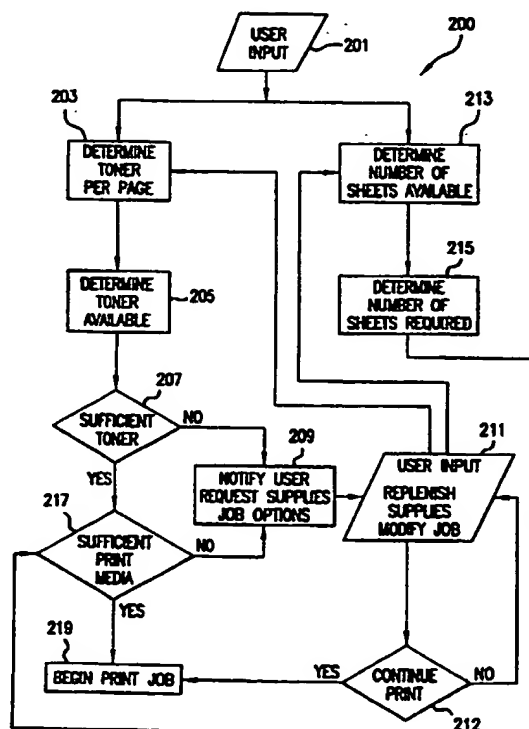 USER
INPUT
201
200
203
DETERMINE
TONER
PER PAGE
213
DETERMINE
NUMBER OF
SHEETS AVAILABLE
DETERMINE
TONER
AVAILABLE
205
215
DETERMINE
NUMBER OF
SHEETS REQUIRED
207
SUFFICIENT
TONER
NO
YES
209
NOTIFY USER
REQUEST SUPPLIES
JOB OPTIONS
211
USER INPUT
REPLENISH
SUPPLIES
MODIFY JOB
217
SUFFICIENT
PRINT
MEDIA
NO
YES
219
BEGIN PRINT JOB
YES
CONTINUE
PRINT
NO
212